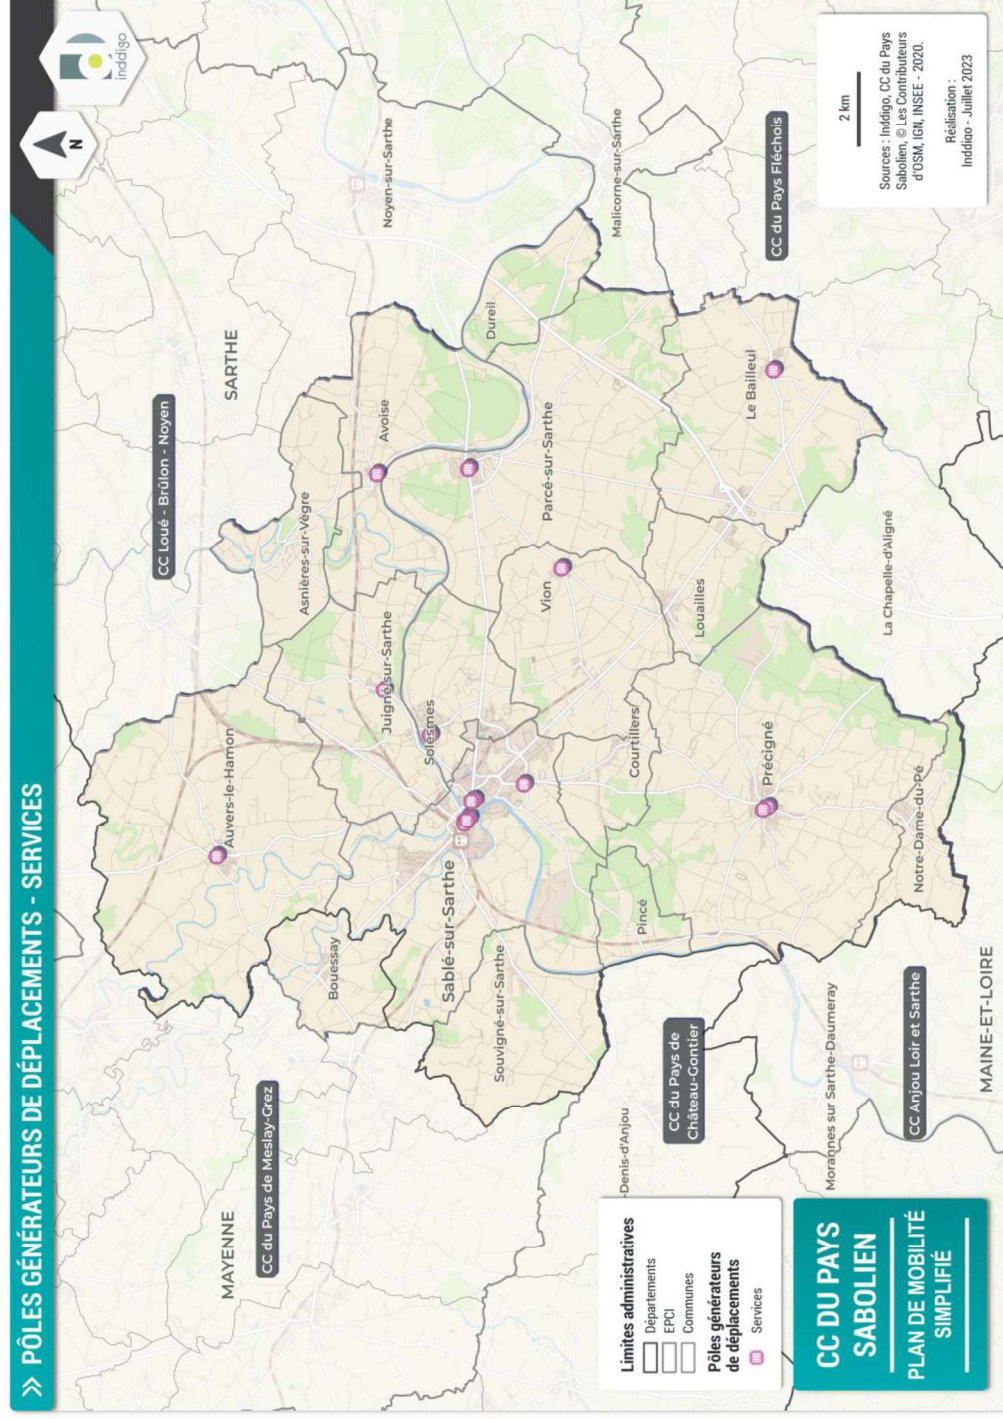 >> PÔLES GÉNÉRATEURS DE DÉPLACEMENTS - SERVICES
inddigo
N
CC Loué - Brûlon - Noyen
SARTHE
Noyen-sur-Sarthe
Auvers-le-Hamon
Asnières-sur-Vègre
Avoise
MAYENNE
CC du Pays de Meslay-Grez
Bouessay
Juigné-sur-Sarthe
Solesmes
Dureil
Malicorne-sur-Sarthe
Sablé-sur-Sarthe
Souvigné-sur-Sarthe
Vion
Parcé-sur-Sarthe
Courtillers
Louailles
Pincé
Le Bailleul
CC du Pays Fléchois
Précigné
-Denis-d'Anjou
CC du Pays de
Château-Gontier
La Chapelle-d'Aligné
Notre-Dame-du-Pé
Morannes sur Sarthe-Daumeray
CC Anjou Loir et Sarthe
MAINE-ET-LOIRE
Limites administratives
Départements
EPCI
Communes
Pôles générateurs
de déplacements
Services
CC DU PAYS
SABOLIEN
PLAN DE MOBILITÉ
SIMPLIFIÉ
2 km
Sources : Inddigo, CC du Pays
Sabolien, © Les Contributeurs
d'OSM, IGN, INSEE - 2020.
Réalisation :
Inddigo - Juillet 2023